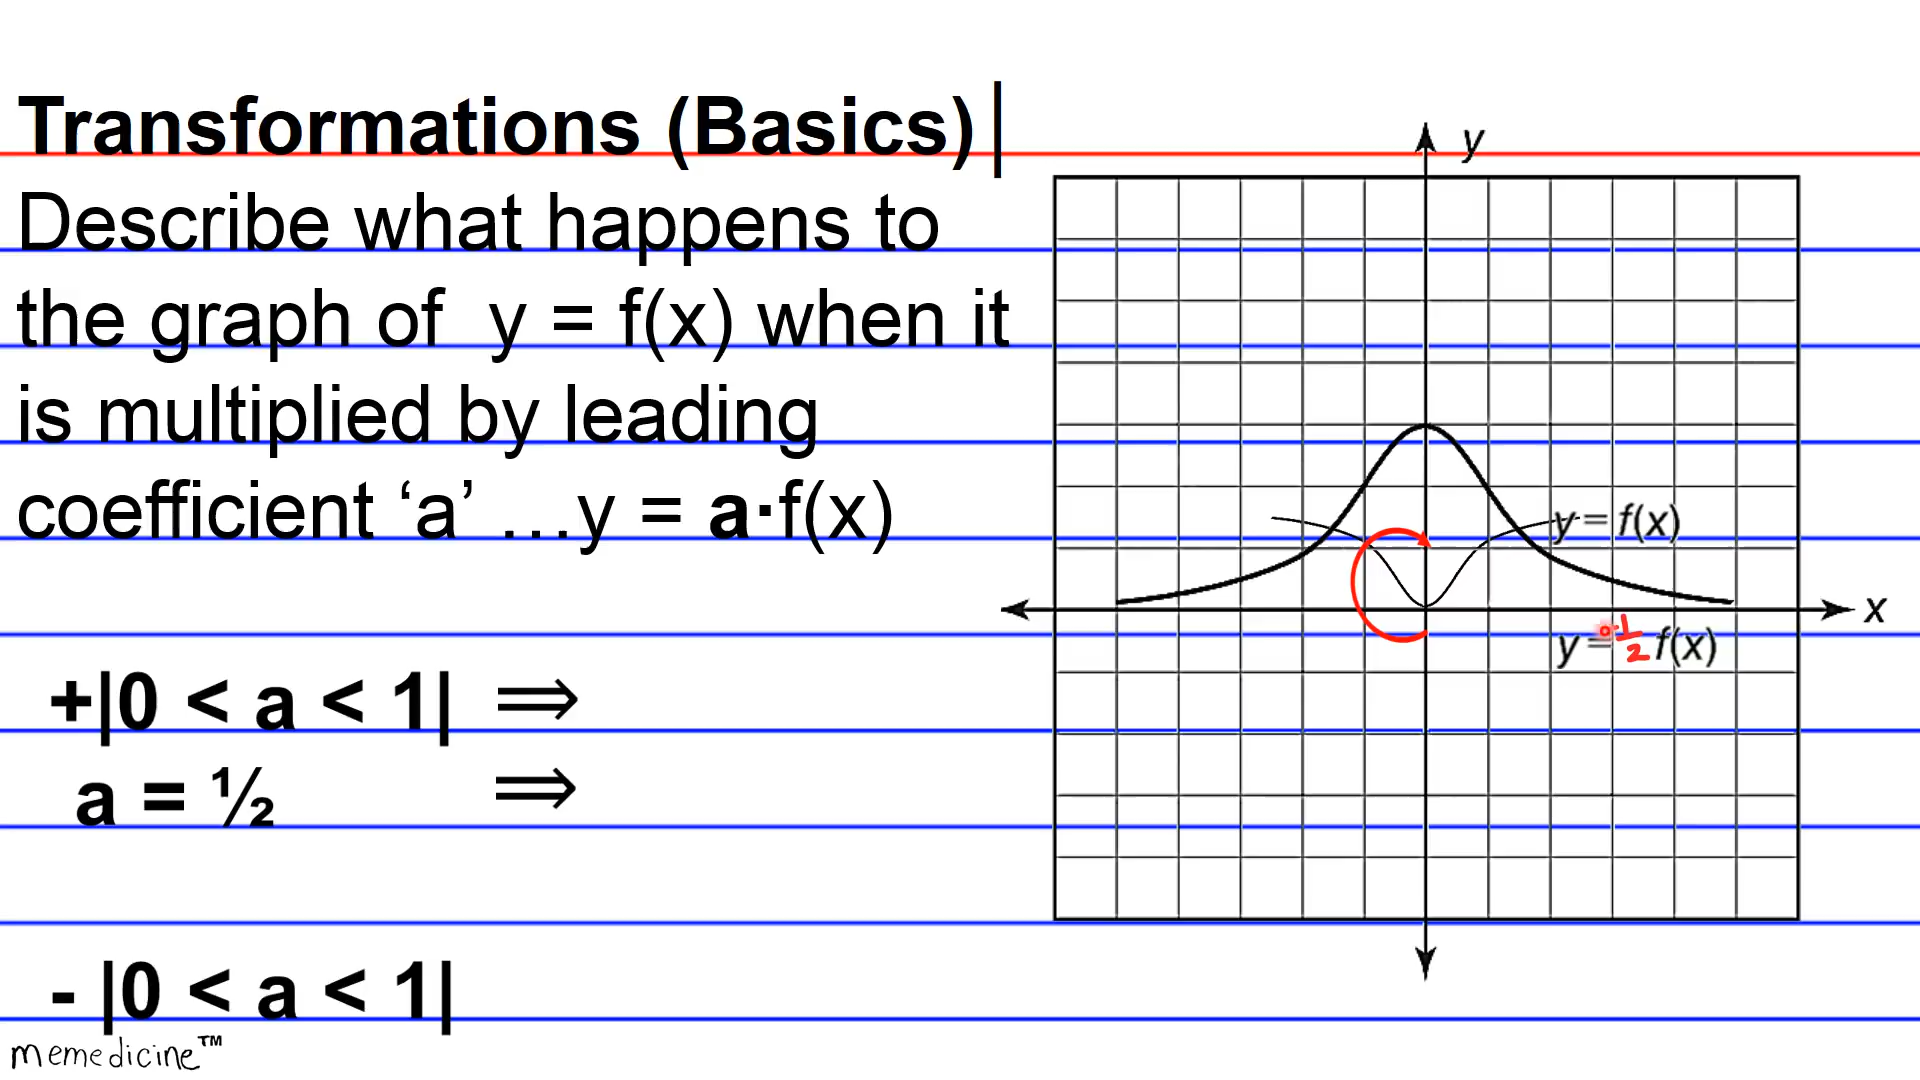 Transformations (Basics)
Describe what happens to
the graph of y = f(x) when it
is multiplied by leading
coefficient ‘a’ …y = a·f(x)
+|0 < a < 1| ⇒
a = ½ ⇒
- |0 < a < 1|
memedicine™
y
y = f(x)
x
y = -½ f(x)